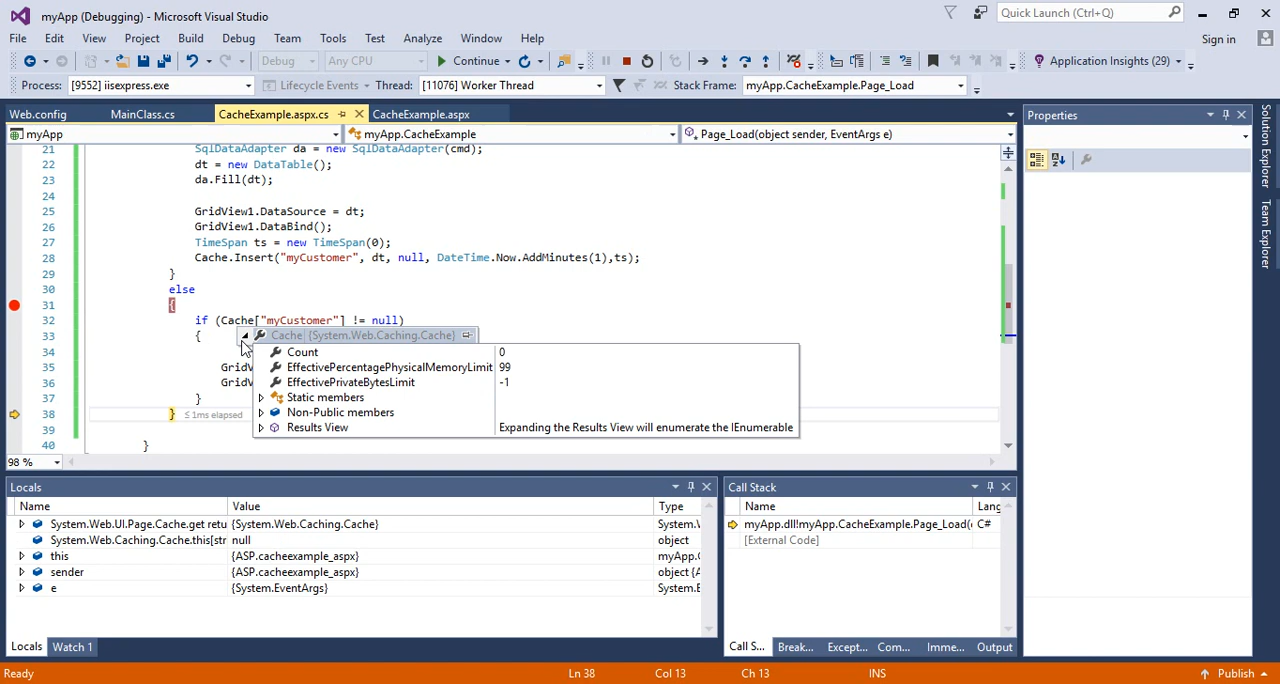 myApp (Debugging) - Microsoft Visual Studio
Quick Launch (Ctrl+Q)
File Edit View Project Build Debug Team Tools Test Analyze Window Help
Sign in
Debug Any CPU Continue Application Insights (29)
Process: [9552] iisexpress.exe Lifecycle Events Thread: [11076] Worker Thread Stack Frame: myApp.CacheExample.Page_Load
Web.config MainClass.cs CacheExample.aspx.cs CacheExample.aspx
myApp myApp.CacheExample Page_Load(object sender, EventArgs e)
21 SqlDataAdapter da = new SqlDataAdapter(cmd);
22 dt = new DataTable();
23 da.Fill(dt);
24
25 GridView1.DataSource = dt;
26 GridView1.DataBind();
27 TimeSpan ts = new TimeSpan(0);
28 Cache.Insert("myCustomer", dt, null, DateTime.Now.AddMinutes(1),ts);
29 }
30 else
31 {
32 if (Cache["myCustomer"] != null)
33 {
Cache {System.Web.Caching.Cache}
34
Count 0
35 GridV
EffectivePercentagePhysicalMemoryLimit 99
36 GridV
EffectivePrivateBytesLimit -1
37 }
Static members
38 } ≤ 1ms elapsed
Non-Public members
39
Results View Expanding the Results View will enumerate the IEnumerable
40 }
98 %
Properties
Solution Explorer
Team Explorer
Locals
Name Value Type
System.Web.UI.Page.Cache.get retu {System.Web.Caching.Cache} System.
System.Web.Caching.Cache.this[str null object
this {ASP.cacheexample_aspx} myApp.
sender {ASP.cacheexample_aspx} object {A
e {System.EventArgs} System.E
Locals Watch 1
Call Stack
Name Lang
myApp.dll!myApp.CacheExample.Page_Load( C#
[External Code]
Call S... Break... Except... Com... Imme... Output
Ready Ln 38 Col 13 Ch 13 INS Publish